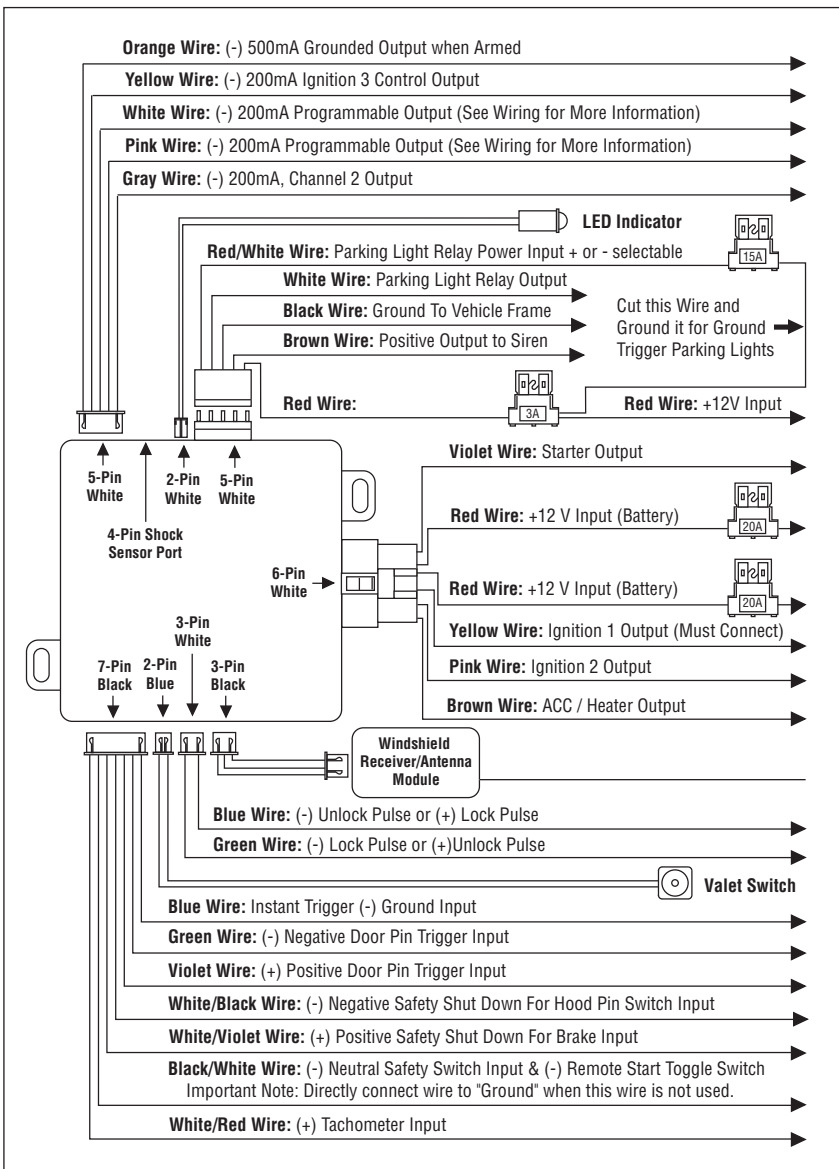 Orange Wire: (-) 500mA Grounded Output when Armed
Yellow Wire: (-) 200mA Ignition 3 Control Output
White Wire: (-) 200mA Programmable Output (See Wiring for More Information)
Pink Wire: (-) 200mA Programmable Output (See Wiring for More Information)
Gray Wire: (-) 200mA, Channel 2 Output
LED Indicator
Red/White Wire: Parking Light Relay Power Input + or - selectable
15A
White Wire: Parking Light Relay Output
Black Wire: Ground To Vehicle Frame
Brown Wire: Positive Output to Siren
Cut this Wire and
Ground it for Ground
Trigger Parking Lights
Red Wire:
3A
Red Wire: +12V Input
5-Pin
White
2-Pin
White
5-Pin
White
4-Pin Shock
Sensor Port
Violet Wire: Starter Output
Red Wire: +12 V Input (Battery)
20A
6-Pin
White
Red Wire: +12 V Input (Battery)
20A
Yellow Wire: Ignition 1 Output (Must Connect)
Pink Wire: Ignition 2 Output
Brown Wire: ACC / Heater Output
7-Pin
Black
2-Pin
Blue
3-Pin
White
3-Pin
Black
Windshield
Receiver/Antenna
Module
Blue Wire: (-) Unlock Pulse or (+) Lock Pulse
Green Wire: (-) Lock Pulse or (+)Unlock Pulse
Valet Switch
Blue Wire: Instant Trigger (-) Ground Input
Green Wire: (-) Negative Door Pin Trigger Input
Violet Wire: (+) Positive Door Pin Trigger Input
White/Black Wire: (-) Negative Safety Shut Down For Hood Pin Switch Input
White/Violet Wire: (+) Positive Safety Shut Down For Brake Input
Black/White Wire: (-) Neutral Safety Switch Input & (-) Remote Start Toggle Switch
Important Note: Directly connect wire to "Ground" when this wire is not used.
White/Red Wire: (+) Tachometer Input